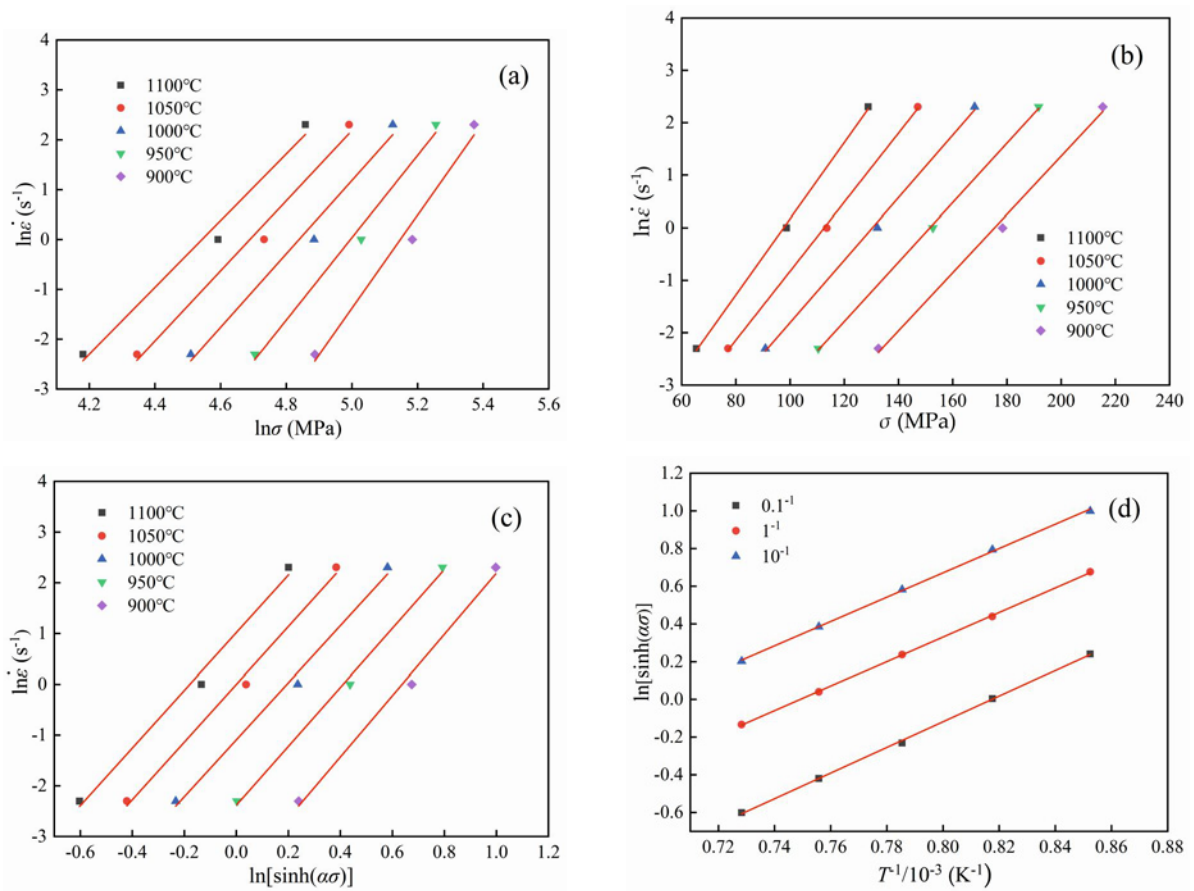 (a)
1100°C
1050°C
1000°C
950°C
900°C
4
3
2
1
0
-1
-2
-3
lnε̇ (s⁻¹)
4.2 4.4 4.6 4.8 5.0 5.2 5.4 5.6
lnσ (MPa)
(b)
4
3
2
1
0
-1
-2
-3
lnε̇ (s⁻¹)
1100°C
1050°C
1000°C
950°C
900°C
60 80 100 120 140 160 180 200 220 240
σ (MPa)
(c)
1100°C
1050°C
1000°C
950°C
900°C
4
3
2
1
0
-1
-2
-3
lnε̇ (s⁻¹)
-0.6 -0.4 -0.2 0.0 0.2 0.4 0.6 0.8 1.0 1.2
ln[sinh(ασ)]
(d)
0.1⁻¹
1⁻¹
10⁻¹
1.2
1.0
0.8
0.6
0.4
0.2
0.0
-0.2
-0.4
-0.6
ln[sinh(ασ)]
0.72 0.74 0.76 0.78 0.80 0.82 0.84 0.86 0.88
T⁻¹/10⁻³ (K⁻¹)